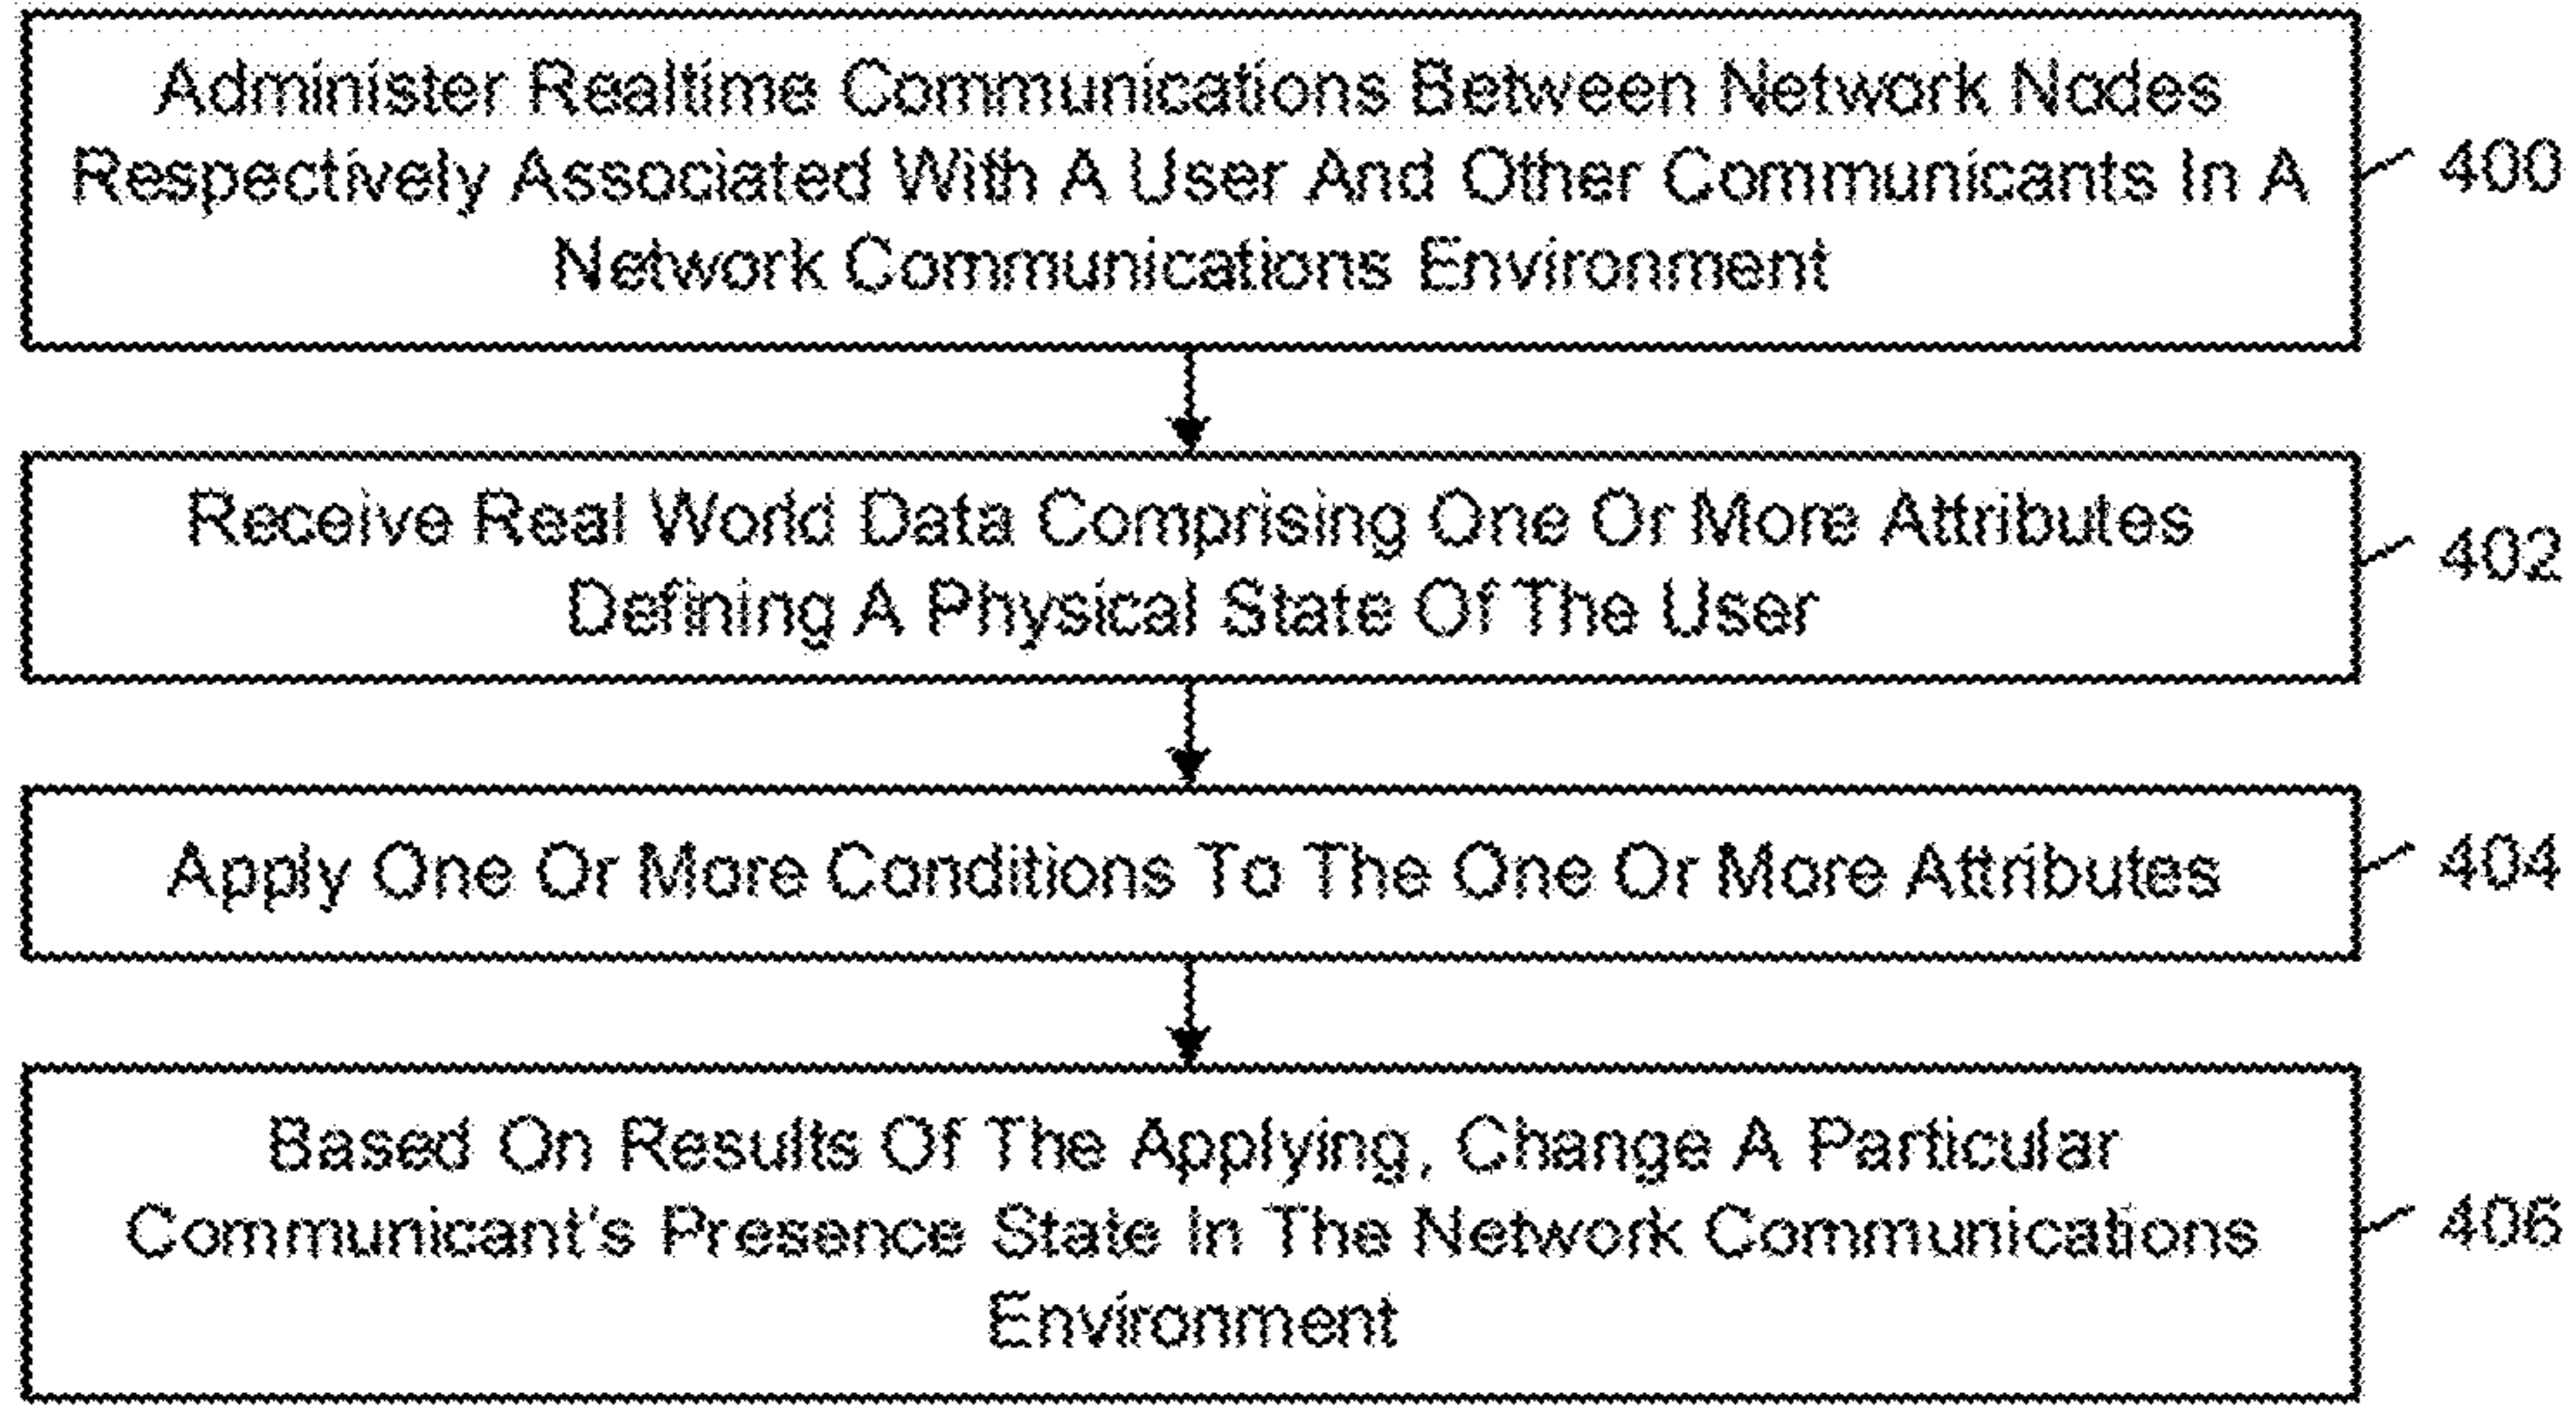 Administer Realtime Communications Between Network Nodes
Respectively Associated With A User And Other Communicants In A
Network Communications Environment
400
Receive Real World Data Comprising One Or More Attributes
Defining A Physical State Of The User
402
Apply One Or More Conditions To The One Or More Attributes
404
Based On Results Of The Applying, Change A Particular
Communicant's Presence State In The Network Communications
Environment
406